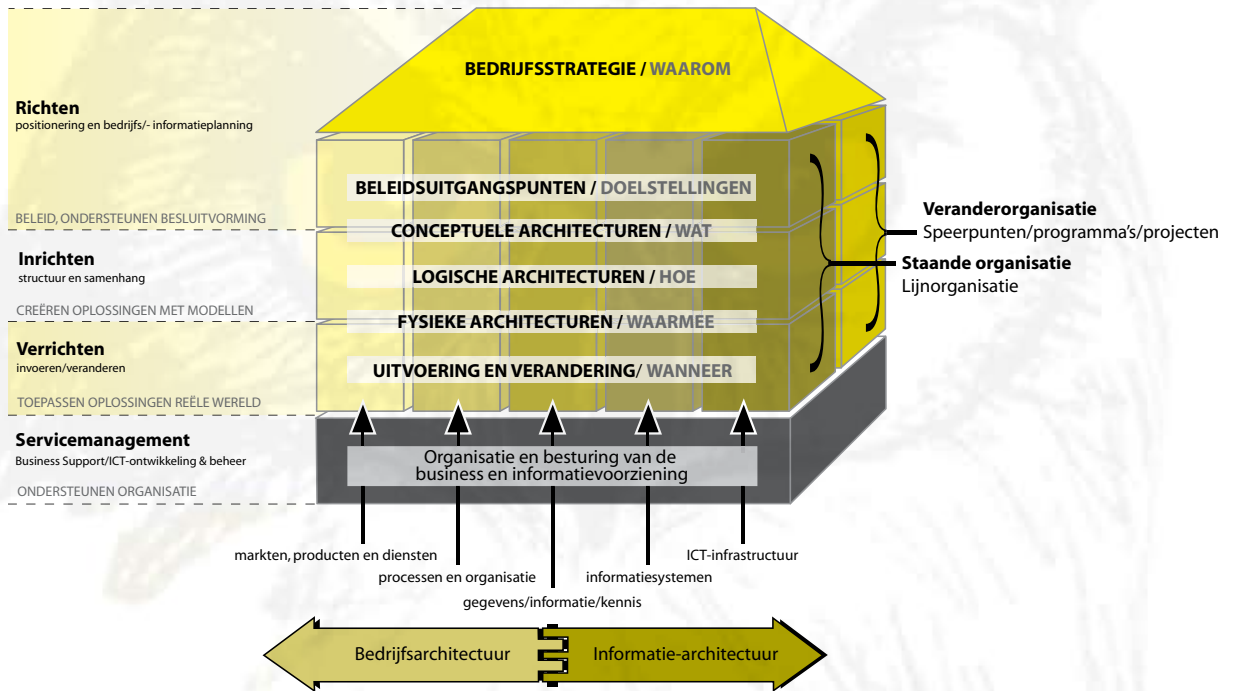 BEDRIJFSSTRATEGIE / WAAROM
Richten
positionering en bedrijfs/- informatieplanning
BELEID, ONDERSTEUNEN BESLUITVORMING
Inrichten
structuur en samenhang
CREËREN OPLOSSINGEN MET MODELLEN
Verrichten
invoeren/veranderen
TOEPASSEN OPLOSSINGEN REËLE WERELD
Servicemanagement
Business Support/ICT-ontwikkeling & beheer
ONDERSTEUNEN ORGANISATIE
BELEIDSUITGANGSPUNTEN / DOELSTELLINGEN
CONCEPTUELE ARCHITECTUREN / WAT
LOGISCHE ARCHITECTUREN / HOE
FYSIEKE ARCHITECTUREN / WAARMEE
UITVOERING EN VERANDERING/ WANNEER
Organisatie en besturing van de
business en informatievoorziening
Veranderorganisatie
Speerpunten/programma's/projecten
Staande organisatie
Lijnorganisatie
markten, producten en diensten
ICT-infrastructuur
processen en organisatie
informatiesystemen
gegevens/informatie/kennis
Bedrijfsarchitectuur
Informatie-architectuur